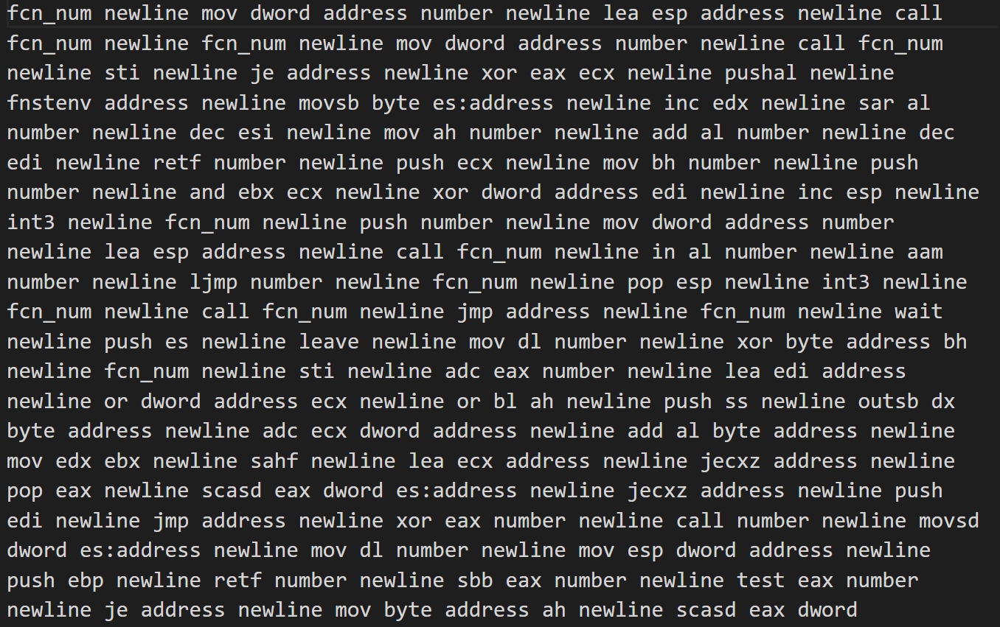 fcn_num newline mov dword address number newline lea esp address newline call
fcn_num newline fcn_num newline mov dword address number newline call fcn_num
newline sti newline je address newline xor eax ecx newline pushal newline
fnstenv address newline movsb byte es:address newline inc edx newline sar al
number newline dec esi newline mov ah number newline add al number newline dec
edi newline retf number newline push ecx newline mov bh number newline push
number newline and ebx ecx newline xor dword address edi newline inc esp newline
int3 newline fcn_num newline push number newline mov dword address number
newline lea esp address newline call fcn_num newline in al number newline aam
number newline ljmp number newline fcn_num newline pop esp newline int3 newline
fcn_num newline call fcn_num newline jmp address newline fcn_num newline wait
newline push es newline leave newline mov dl number newline xor byte address bh
newline fcn_num newline sti newline adc eax number newline lea edi address
newline or dword address ecx newline or bl ah newline push ss newline outsb dx
byte address newline adc ecx dword address newline add al byte address newline
mov edx ebx newline sahf newline lea ecx address newline jecxz address newline
pop eax newline scasd eax dword es:address newline jecxz address newline push
edi newline jmp address newline xor eax number newline call number newline movsd
dword es:address newline mov dl number newline mov esp dword address newline
push ebp newline retf number newline sbb eax number newline test eax number
newline je address newline mov byte address ah newline scasd eax dword